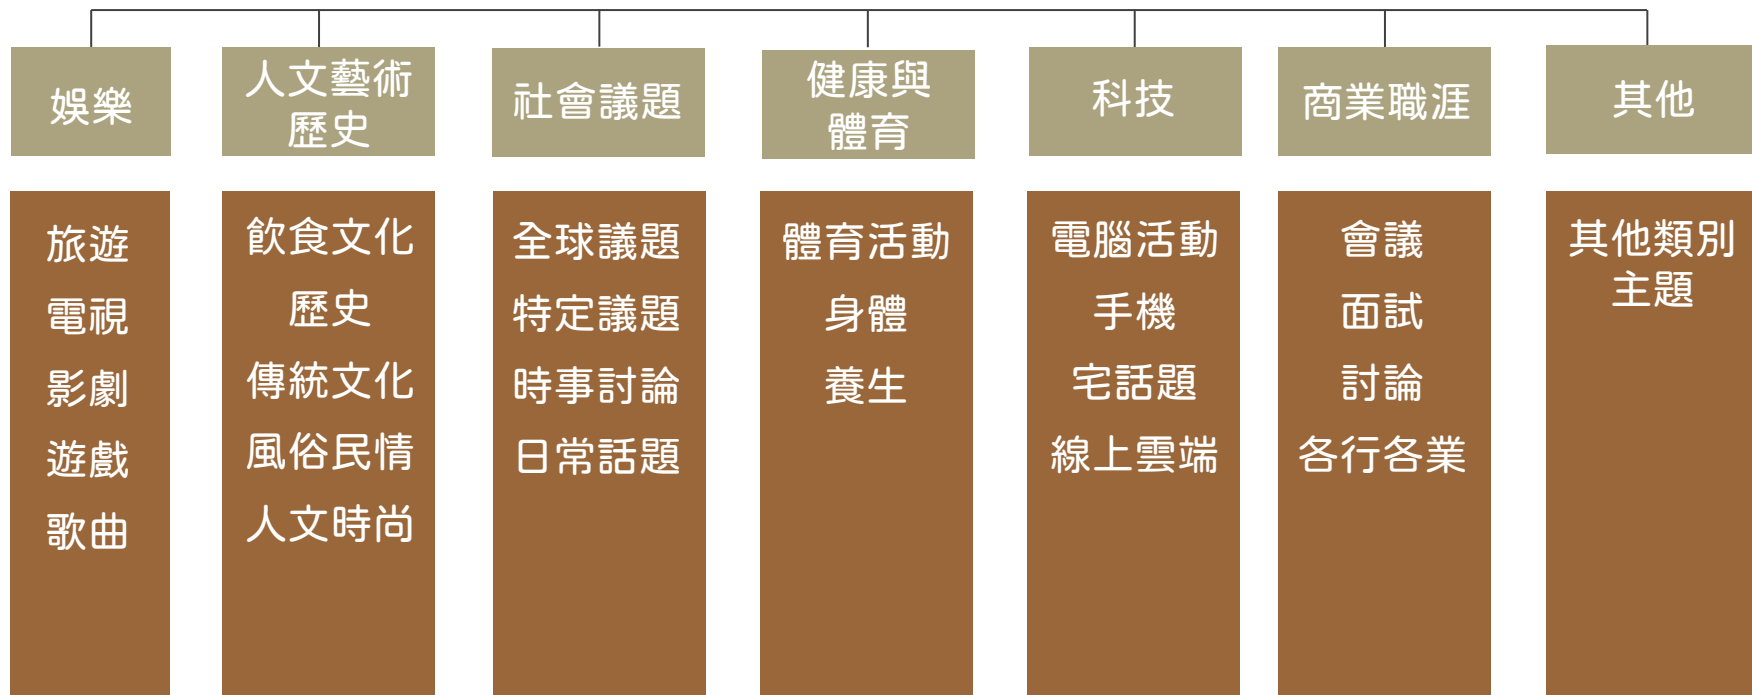 娛樂
人文藝術
歷史
社會議題
健康與
體育
科技
商業職涯
其他
旅遊
電視
影劇
遊戲
歌曲
飲食文化
歷史
傳統文化
風俗民情
人文時尚
全球議題
特定議題
時事討論
日常話題
體育活動
身體
養生
電腦活動
手機
宅話題
線上雲端
會議
面試
討論
各行各業
其他類別
主題